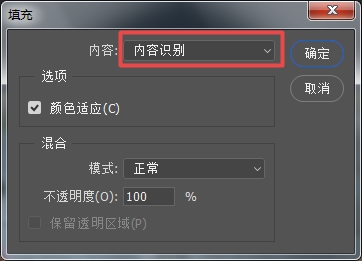 填充
内容: 内容识别
确定
取消
选项
颜色适应(C)
混合
模式: 正常
不透明度(O): 100 %
保留透明区域(P)